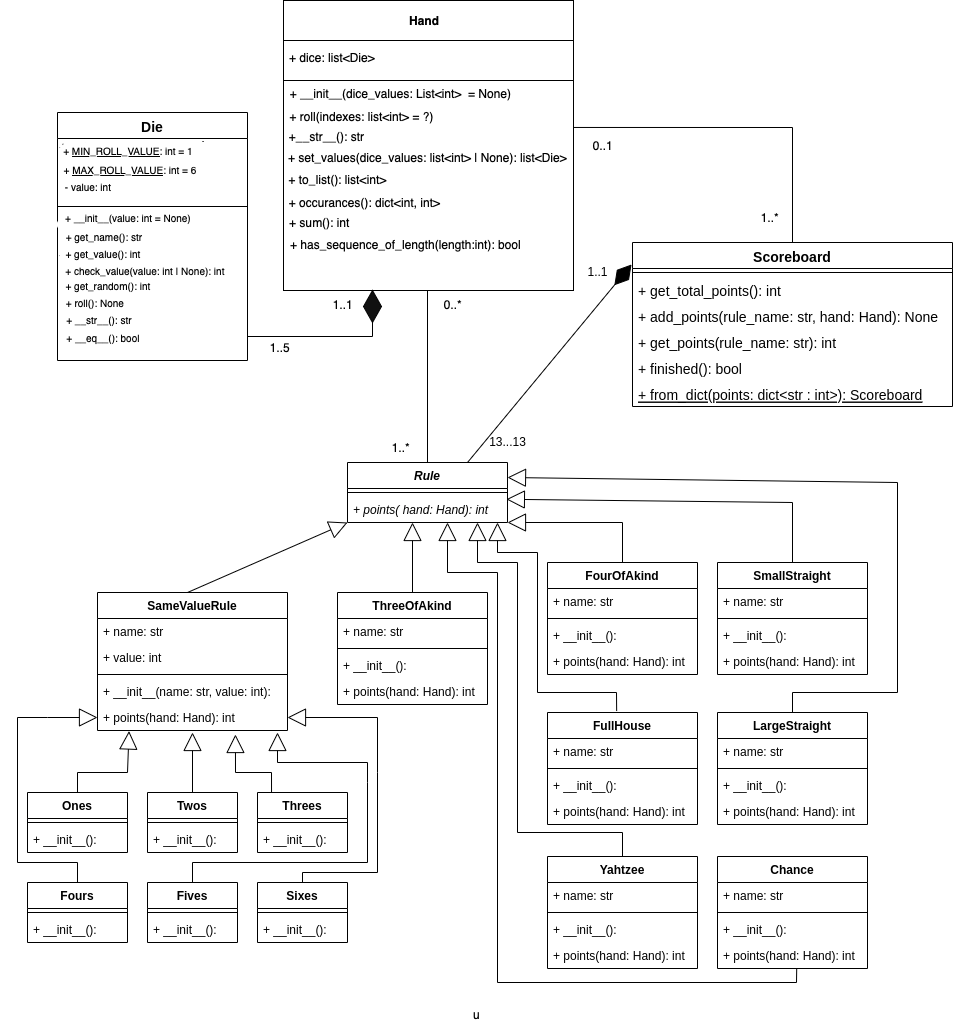 Hand
+ dice: list<Die>
+ __init__(dice_values: List<int>  = None)
+ roll(indexes: list<int> = ?)
+__str__(): str
+ set_values(dice_values: list<int> | None): list<Die>
+ to_list(): list<int>
+ occurances(): dict<int, int>
+ sum(): int
+ has_sequence_of_length(length:int): bool
Die
+ MIN_ROLL_VALUE: int = 1
+ MAX_ROLL_VALUE: int = 6
- value: int
+ __init__(value: int = None)
+ get_name(): str
+ get_value(): int
+ check_value(value: int | None): int
+ get_random(): int
+ roll(): None
+ __str__(): str
+ __eq__(): bool
0..1
1..*
Scoreboard
+ get_total_points(): int
+ add_points(rule_name: str, hand: Hand): None
+ get_points(rule_name: str): int
+ finished(): bool
+ from_dict(points: dict<str : int>): Scoreboard
1..1
1..1
0..*
1..5
1..*
13...13
Rule
+ points( hand: Hand): int
SameValueRule
+ name: str
+ value: int
+ __init__(name: str, value: int):
+ points(hand: Hand): int
ThreeOfAkind
+ name: str
+ __init__():
+ points(hand: Hand): int
FourOfAkind
+ name: str
+ __init__():
+ points(hand: Hand): int
SmallStraight
+ name: str
+ __init__():
+ points(hand: Hand): int
FullHouse
+ name: str
+ __init__():
+ points(hand: Hand): int
LargeStraight
+ name: str
+ __init__():
+ points(hand: Hand): int
Ones
+ __init__():
Twos
+ __init__():
Threes
+ __init__():
Fours
+ __init__():
Fives
+ __init__():
Sixes
+ __init__():
Yahtzee
+ name: str
+ __init__():
+ points(hand: Hand): int
Chance
+ name: str
+ __init__():
+ points(hand: Hand): int
u